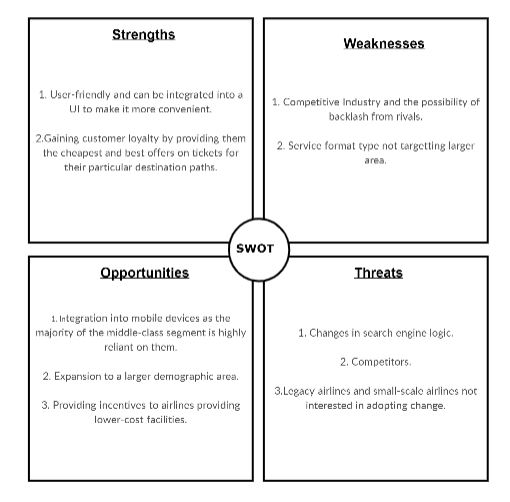 Strengths
1. User-friendly and can be integrated into a
UI to make it more convenient.
2.Gaining customer loyalty by providing them
the cheapest and best offers on tickets for
their particular destination paths.
Weaknesses
1. Competitive Industry and the possibility of
backlash from rivals.
2. Service format type not targetting larger
area.
SWOT
Opportunities
1. Integration into mobile devices as the
majority of the middle-class segment is highly
reliant on them.
2. Expansion to a larger demographic area.
3. Providing incentives to airlines providing
lower-cost facilities.
Threats
1. Changes in search engine logic.
2. Competitors.
3.Legacy airlines and small-scale airlines not
interested in adopting change.